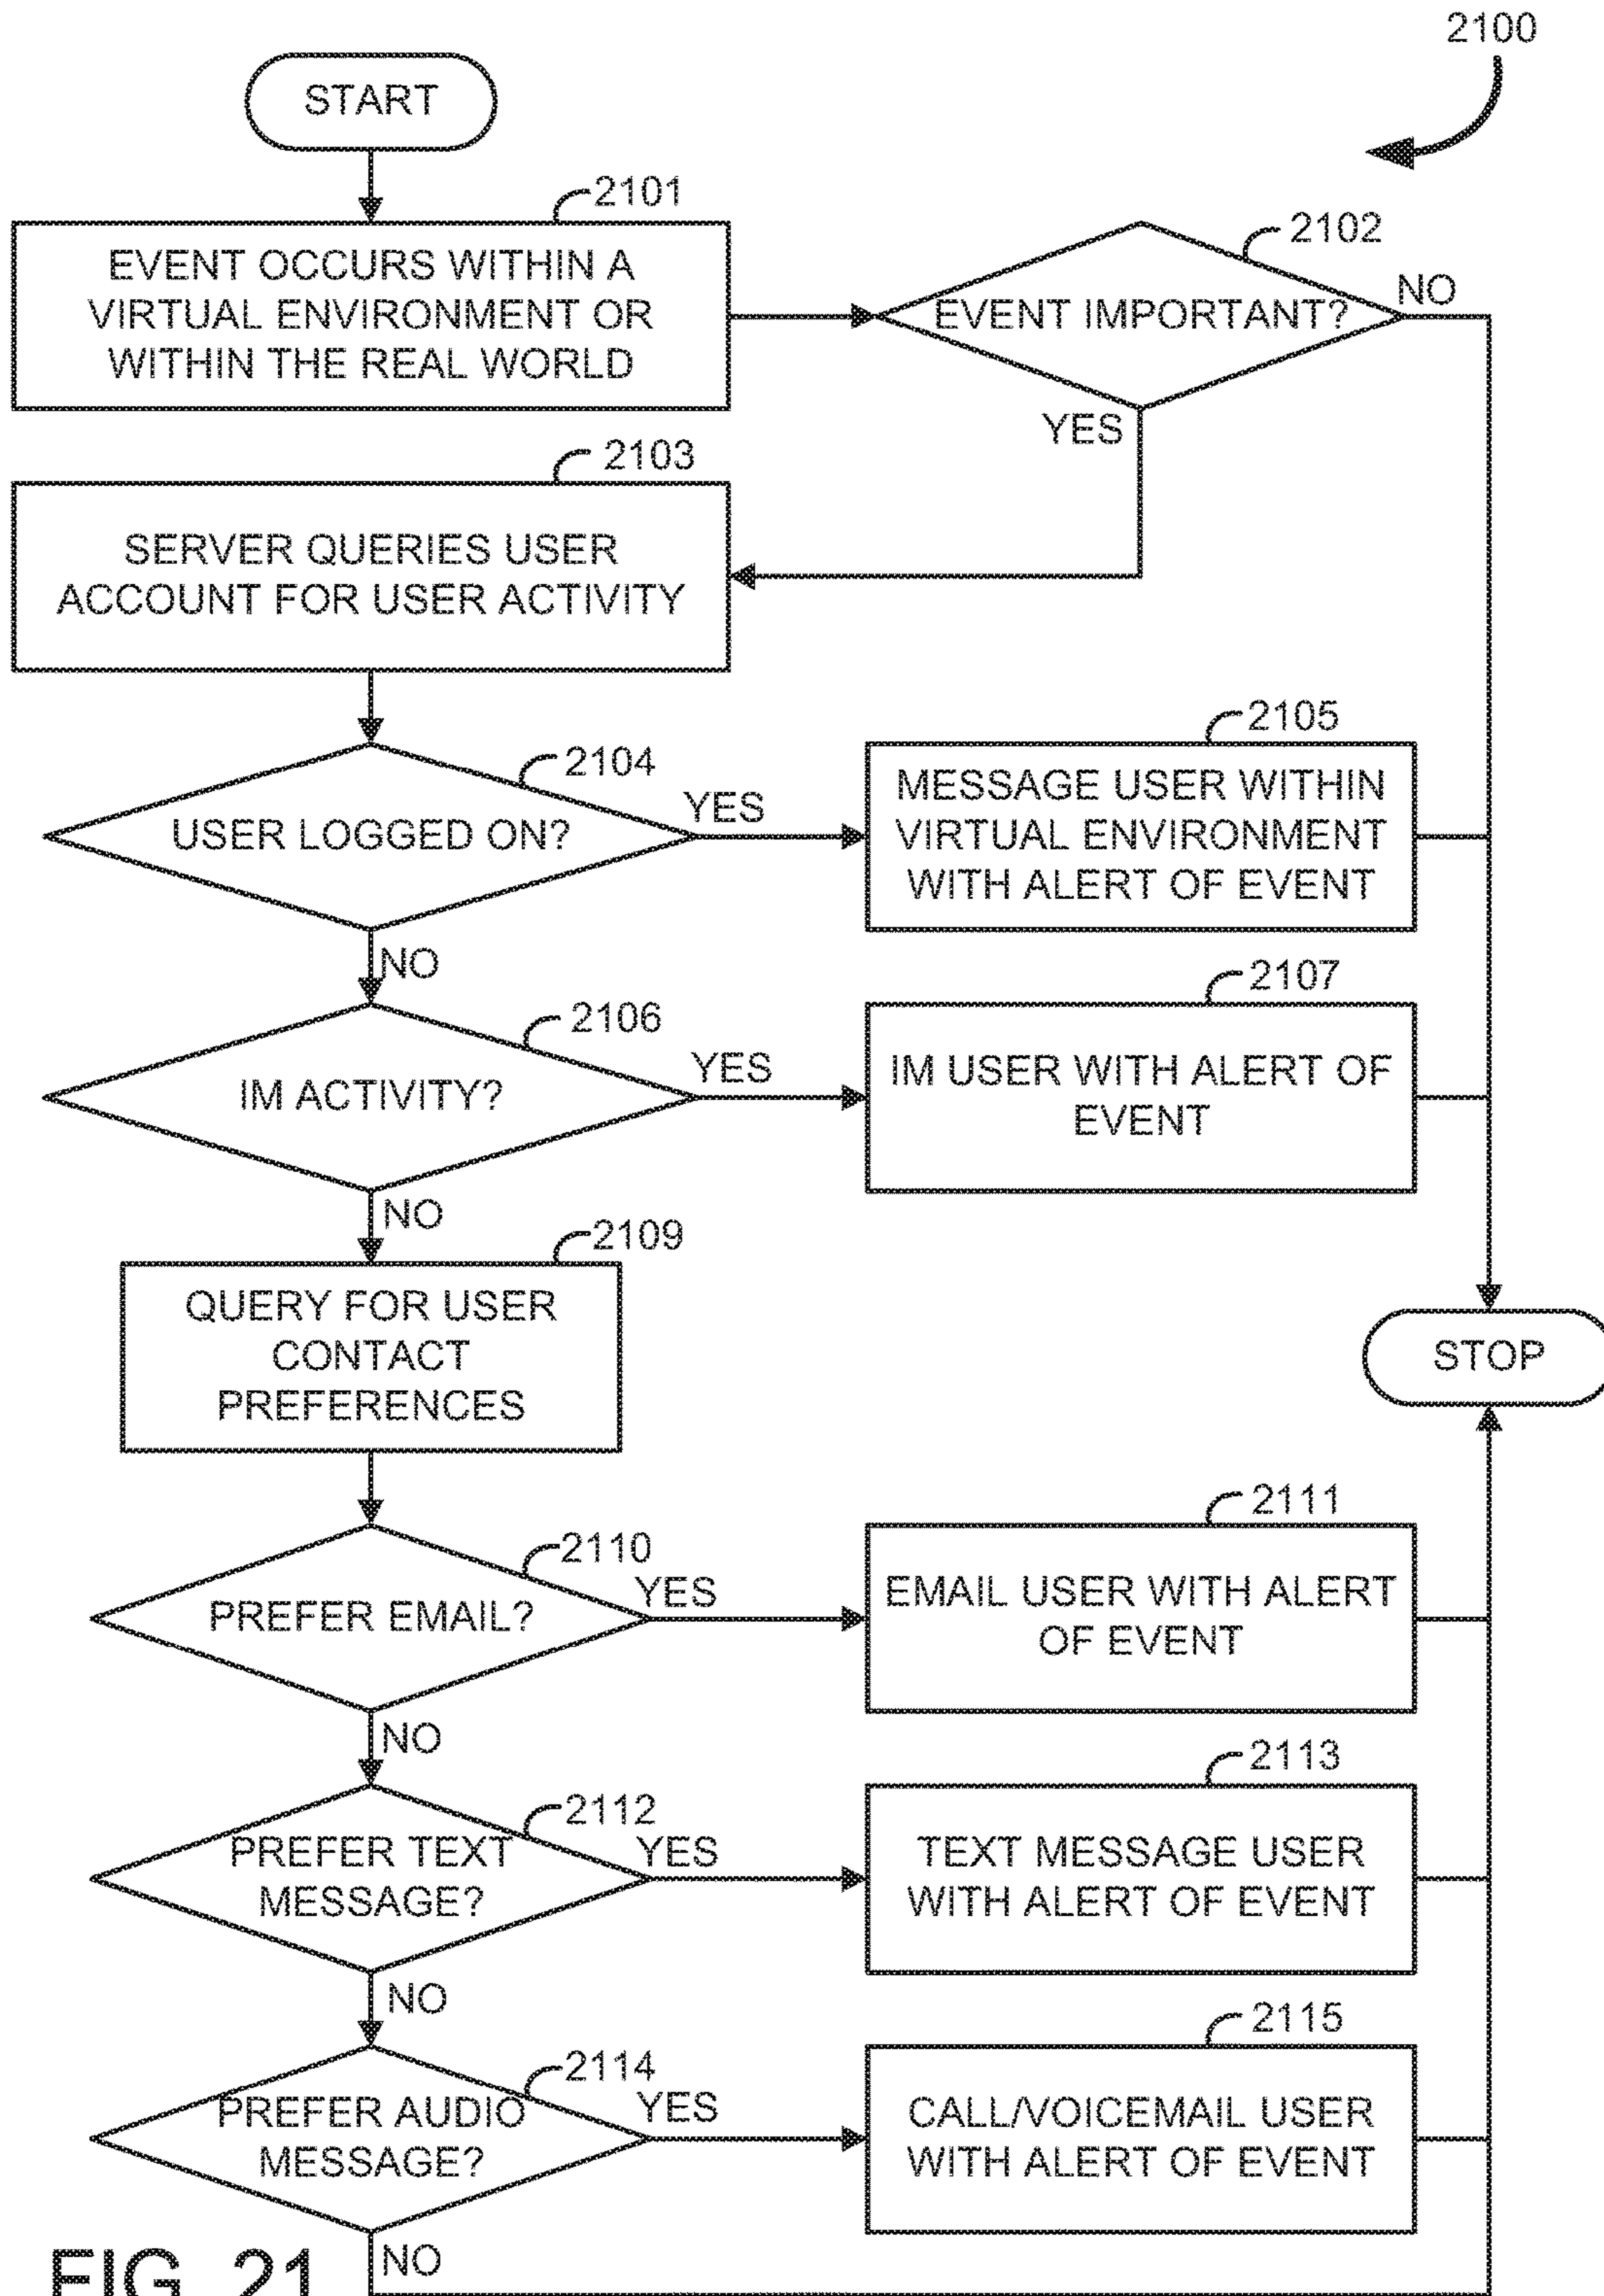 2100
START
2101
EVENT OCCURS WITHIN A
VIRTUAL ENVIRONMENT OR
WITHIN THE REAL WORLD
2102
EVENT IMPORTANT?
NO
YES
2103
SERVER QUERIES USER
ACCOUNT FOR USER ACTIVITY
2104
USER LOGGED ON?
YES
2105
MESSAGE USER WITHIN
VIRTUAL ENVIRONMENT
WITH ALERT OF EVENT
NO
2106
IM ACTIVITY?
YES
2107
IM USER WITH ALERT OF
EVENT
NO
2109
QUERY FOR USER
CONTACT
PREFERENCES
STOP
2110
PREFER EMAIL?
YES
2111
EMAIL USER WITH ALERT
OF EVENT
NO
2112
PREFER TEXT
MESSAGE?
YES
2113
TEXT MESSAGE USER
WITH ALERT OF EVENT
NO
2114
PREFER AUDIO
MESSAGE?
YES
2115
CALL/VOICEMAIL USER
WITH ALERT OF EVENT
NO
FIG. 21